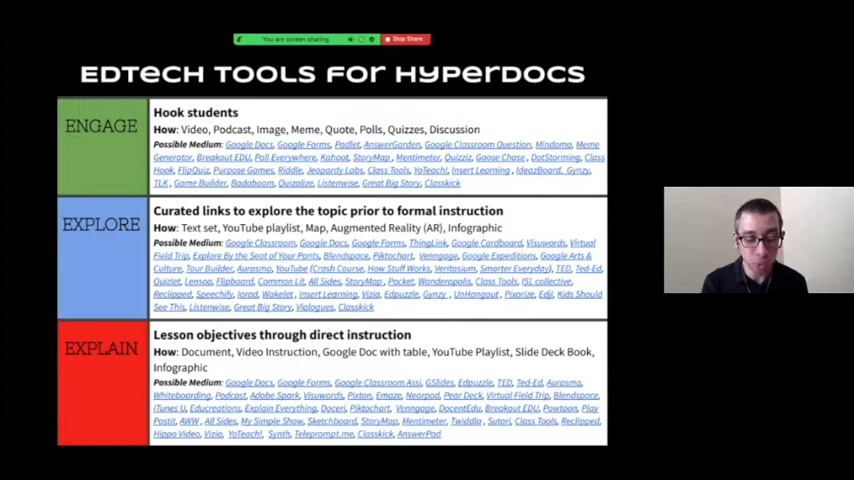 You are screen sharing
Stop Share
EDTECH TOOLS FOR HYPERDOCS
ENGAGE
Hook students
How: Video, Podcast, Image, Meme, Quote, Polls, Quizzes, Discussion
Possible Medium: Google Docs, Google Forms, Padlet, AnswerGarden, Google Classroom Question, Mindomo, Meme
Generator, Breakout EDU, Poll Everywhere, Kahoot, StoryMap, Mentimeter, Quizziz, Goose Chase, DotStorming, Class
Hook, FlipQuiz, Purpose Games, Riddle, Jeopardy Labs, Class Tools, YoTeach!, Insert Learning, IdeazBoard, Gynzy,
TLK, Game Builder, Badaboom, Quizalize, Listenwise, Great Big Story, Classkick
EXPLORE
Curated links to explore the topic prior to formal instruction
How: Text set, YouTube playlist, Map, Augmented Reality (AR), Infographic
Possible Medium: Google Classroom, Google Docs, Google Forms, ThingLink, Google Cardboard, Visuwords, Virtual
Field Trip, Explore By the Seat of Your Pants, Blendspace, Piktochart, Venngage, Google Expeditions, Google Arts &
Culture, Tour Builder, Aurasma, YouTube (Crash Course, How Stuff Works, Veritasium, Smarter Everyday), TED, Ted-Ed,
Quizlet, Lensoo, Flipboard, Common Lit, All Sides, StoryMap, Pocket, Wonderopolis, Class Tools, ISL collective,
Reclipped, Speechify, Iorad, Wakelet, Insert Learning, Vizia, Edpuzzle, Gynzy, UnHangout, Pixorize, Edji, Kids Should
See This, Listenwise, Great Big Story, Vialogues, Classkick
EXPLAIN
Lesson objectives through direct instruction
How: Document, Video Instruction, Google Doc with table, YouTube Playlist, Slide Deck Book,
Infographic
Possible Medium: Google Docs, Google Forms, Google Classroom Assi, GSlides, Edpuzzle, TED, Ted-Ed, Aurasma,
Whiteboarding, Podcast, Adobe Spark, Visuwords, Pixton, Emaze, Nearpod, Pear Deck, Virtual Field Trip, Blendspace,
iTunes U, Educreations, Explain Everything, Doceri, Piktochart, Venngage, DocentEdu, Breakout EDU, Powtoon, Play
Postit, AWW, All Sides, My Simple Show, Sketchboard, StoryMap, Mentimeter, Twiddla, Sutori, Class Tools, Reclipped,
Hippo Video, Vizia, YoTeach!, Synth, Teleprompt.me, Classkick, AnswerPad